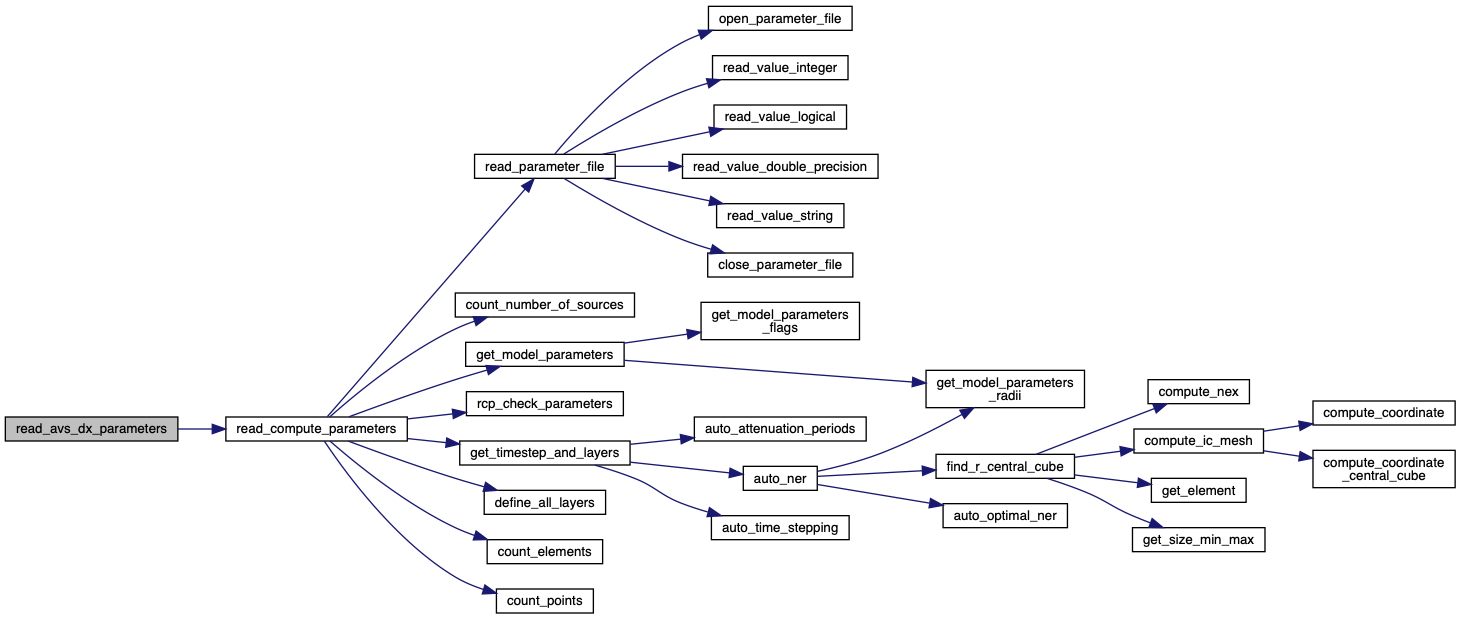 open_parameter_file
read_value_integer
read_value_logical
read_parameter_file
read_value_double_precision
read_value_string
close_parameter_file
count_number_of_sources
get_model_parameters
_flags
get_model_parameters
get_model_parameters
_radii
compute_nex
rcp_check_parameters
compute_coordinate
read_avs_dx_parameters
read_compute_parameters
auto_attenuation_periods
compute_ic_mesh
get_timestep_and_layers
find_r_central_cube
compute_coordinate
_central_cube
auto_ner
get_element
define_all_layers
auto_optimal_ner
auto_time_stepping
get_size_min_max
count_elements
count_points